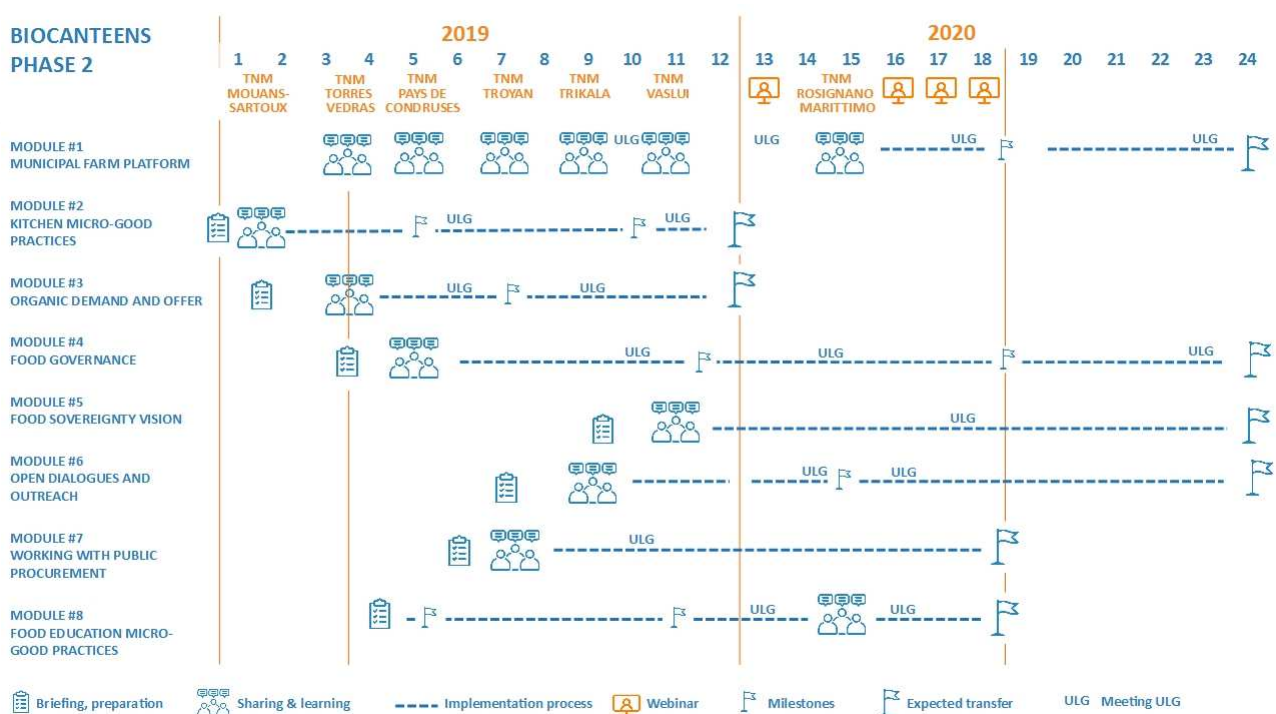 BIOCANTEENS
PHASE 2
2019
2020
1 2 3 4 5 6 7 8 9 10 11 12 13 14 15 16 17 18 19 20 21 22 23 24
TNM
MOUANS-
SARTOUX
TNM
TORRES
VEDRAS
TNM
PAYS DE
CONDRUSES
TNM
TROYAN
TNM
TRIKALA
TNM
VASLUI
TNM
ROSIGNANO
MARITTIMO
MODULE #1
MUNICIPAL FARM PLATFORM
ULG ULG ULG ULG
MODULE #2
KITCHEN MICRO-GOOD
PRACTICES
ULG ULG
MODULE #3
ORGANIC DEMAND AND OFFER
ULG ULG
MODULE #4
FOOD GOVERNANCE
ULG ULG ULG
MODULE #5
FOOD SOVEREIGNTY VISION
ULG
MODULE #6
OPEN DIALOGUES AND
OUTREACH
ULG ULG
MODULE #7
WORKING WITH PUBLIC
PROCUREMENT
ULG
MODULE #8
FOOD EDUCATION MICRO-
GOOD PRACTICES
ULG ULG
Briefing, preparation Sharing & learning Implementation process Webinar Milestones Expected transfer ULG Meeting ULG